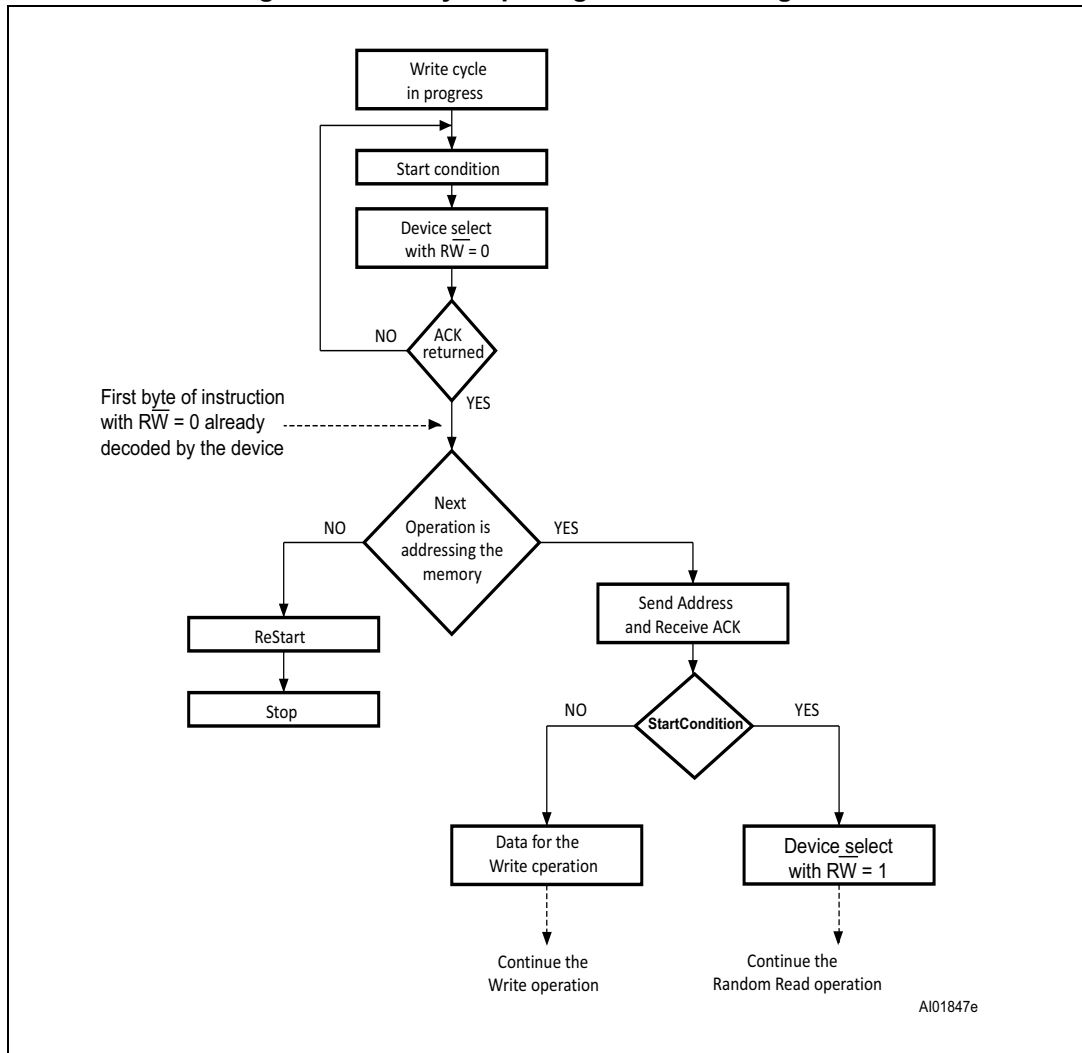 Write cycle
in progress
Start condition
Device select
with RW̅ = 0
ACK
returned
NO
YES
First byte of instruction
with RW̅ = 0 already
decoded by the device
Next
Operation is
addressing the
memory
NO
YES
ReStart
Stop
Send Address
and Receive ACK
StartCondition
NO
YES
Data for the
Write cperation
Device select
with RW̅ = 1
Continue the
Write operation
Continue the
Random Read operation
AI01847e